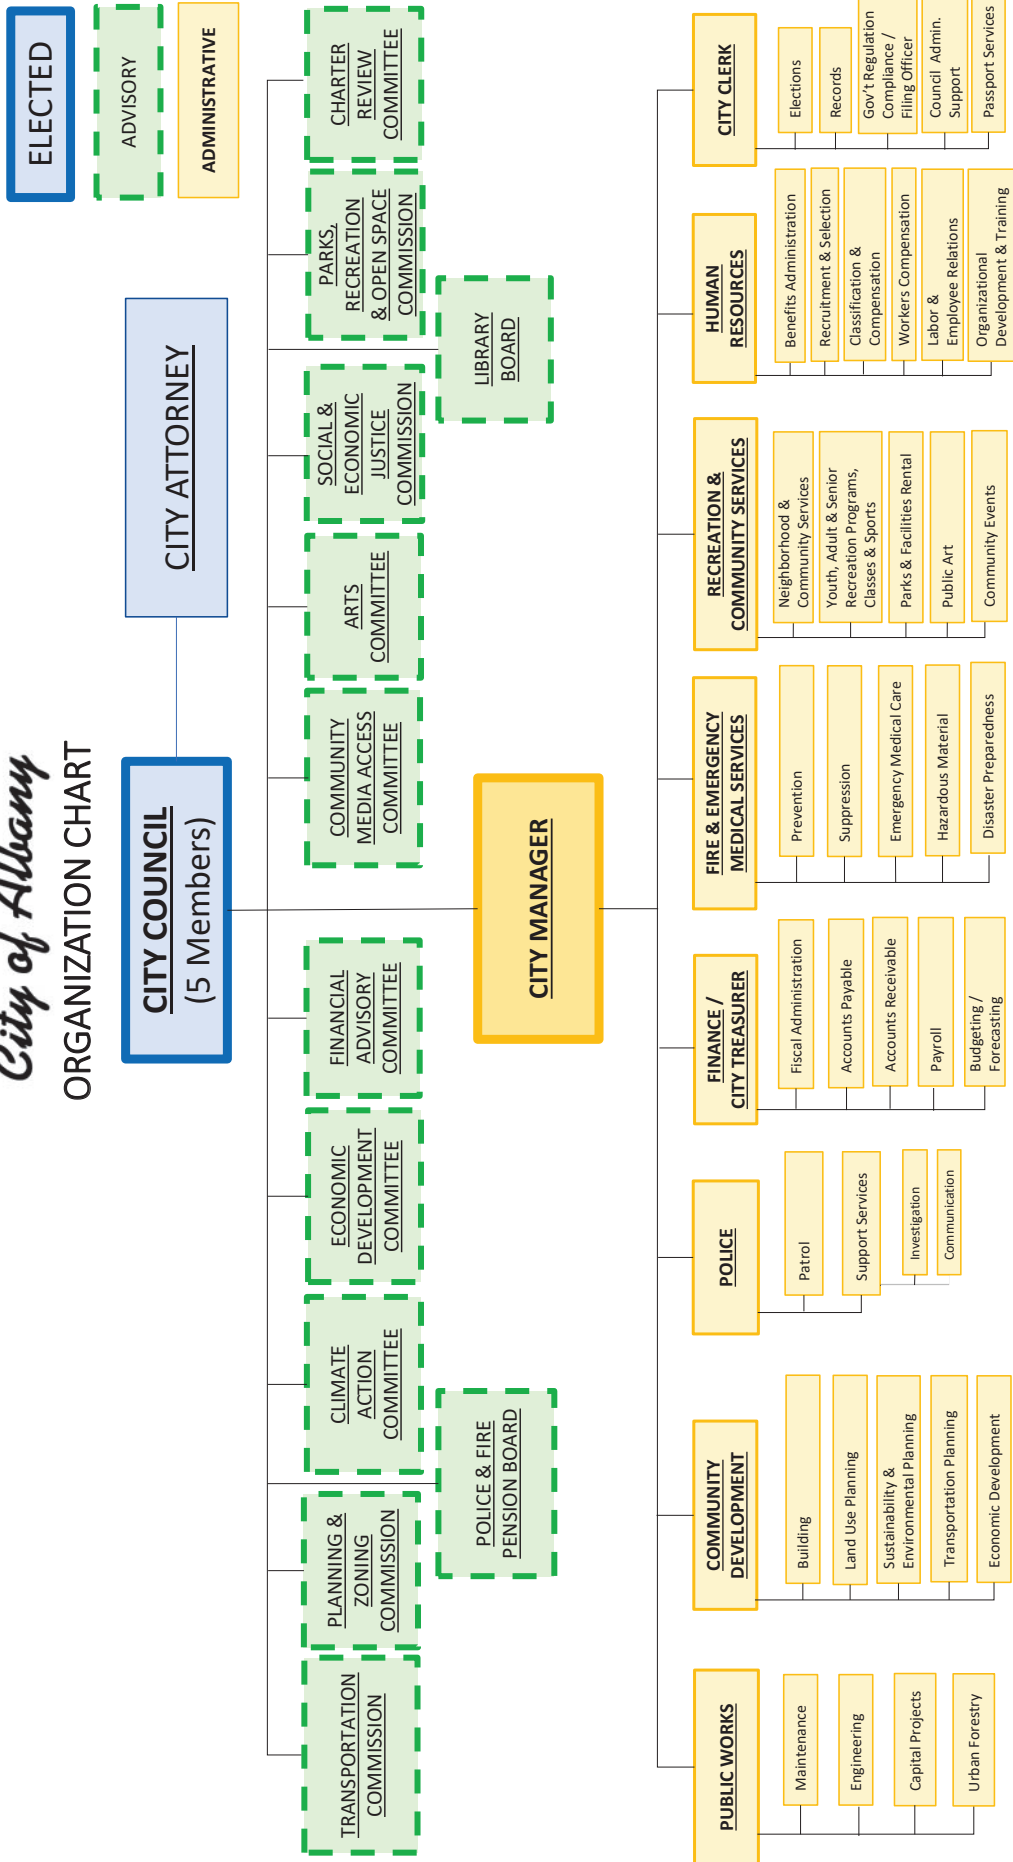 City of Albany
ORGANIZATION CHART
ELECTED
ADVISORY
ADMINISTRATIVE
CITY COUNCIL
(5 Members)
CITY ATTORNEY
TRANSPORTATION
COMMISSION
PLANNING &
ZONING
COMMISSION
CLIMATE
ACTION
COMMITTEE
ECONOMIC
DEVELOPMENT
COMMITTEE
FINANCIAL
ADVISORY
COMMITTEE
COMMUNITY
MEDIA ACCESS
COMMITTEE
ARTS
COMMITTEE
SOCIAL &
ECONOMIC
JUSTICE
COMMISSION
PARKS,
RECREATION
& OPEN SPACE
COMMISSION
CHARTER
REVIEW
COMMITTEE
POLICE & FIRE
PENSION BOARD
LIBRARY
BOARD
CITY MANAGER
PUBLIC WORKS
Maintenance
Engineering
Capital Projects
Urban Forestry
COMMUNITY
DEVELOPMENT
Building
Land Use Planning
Sustainability &
Environmental Planning
Transportation Planning
Economic Development
POLICE
Patrol
Support Services
Investigation
Communication
FINANCE /
CITY TREASURER
Fiscal Administration
Accounts Payable
Accounts Receivable
Payroll
Budgeting /
Forecasting
FIRE & EMERGENCY
MEDICAL SERVICES
Prevention
Suppression
Emergency Medical Care
Hazardous Material
Disaster Preparedness
RECREATION &
COMMUNITY SERVICES
Neighborhood &
Community Services
Youth, Adult & Senior
Recreation Programs,
Classes & Sports
Parks & Facilities Rental
Public Art
Community Events
HUMAN
RESOURCES
Benefits Administration
Recruitment & Selection
Classification &
Compensation
Workers Compensation
Labor &
Employee Relations
Organizational
Development & Training
CITY CLERK
Elections
Records
Gov't Regulation
Compliance /
Filing Officer
Council Admin.
Support
Passport Services